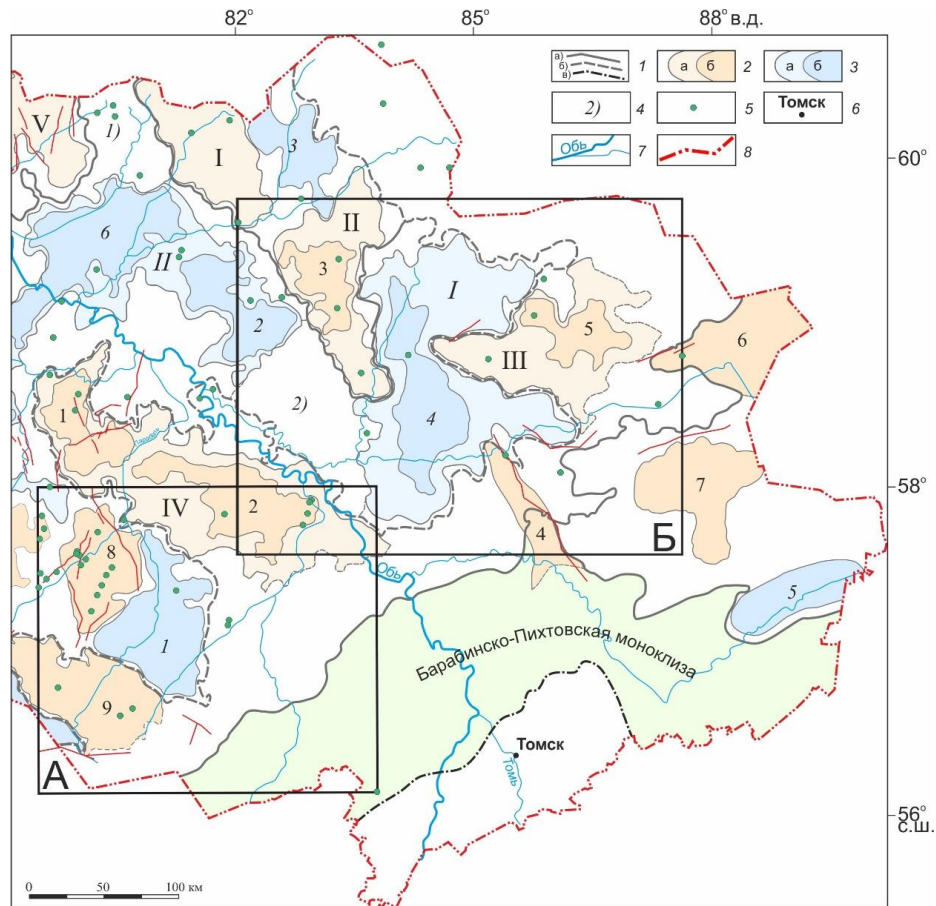 82° 85° 88° в.д.
а) б) в) 1 а б 2 а б 3
2) 4 5 Томск 6
Обь 7 8
60°
58°
56° с.ш.
V 1) I 3
II
6 II 3 I
2 5 6
III
1 2) 4
7
IV 2
8 4 Б
Обь 5
1
Барабинско-Пихтовская моноклиза
9
Томск
А Томь
0 50 100 км